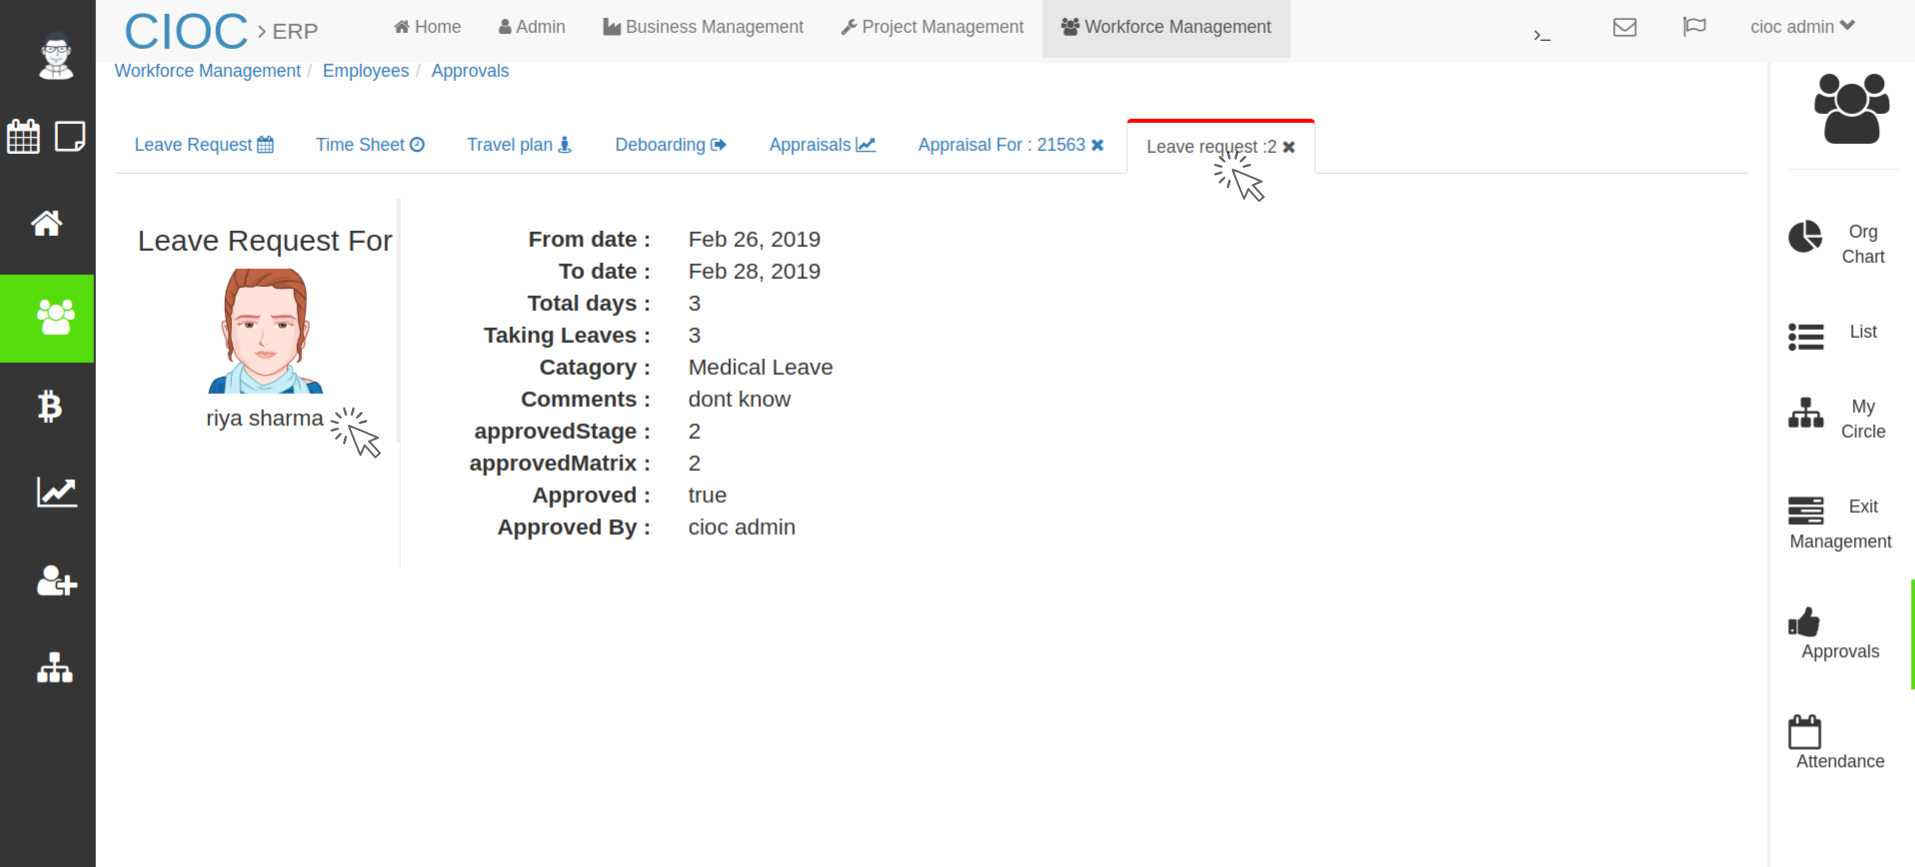 CIOC > ERP Home Admin Business Management Project Management Workforce Management >_ cioc admin
Workforce Management / Employees / Approvals
Leave Request Time Sheet Travel plan Deboarding Appraisals Appraisal For : 21563 Leave request :2
Leave Request For
riya sharma
From date : Feb 26, 2019
To date : Feb 28, 2019
Total days : 3
Taking Leaves : 3
Catagory : Medical Leave
Comments : dont know
approvedStage : 2
approvedMatrix : 2
Approved : true
Approved By : cioc admin
Org
Chart
List
My
Circle
Exit
Management
Approvals
Attendance